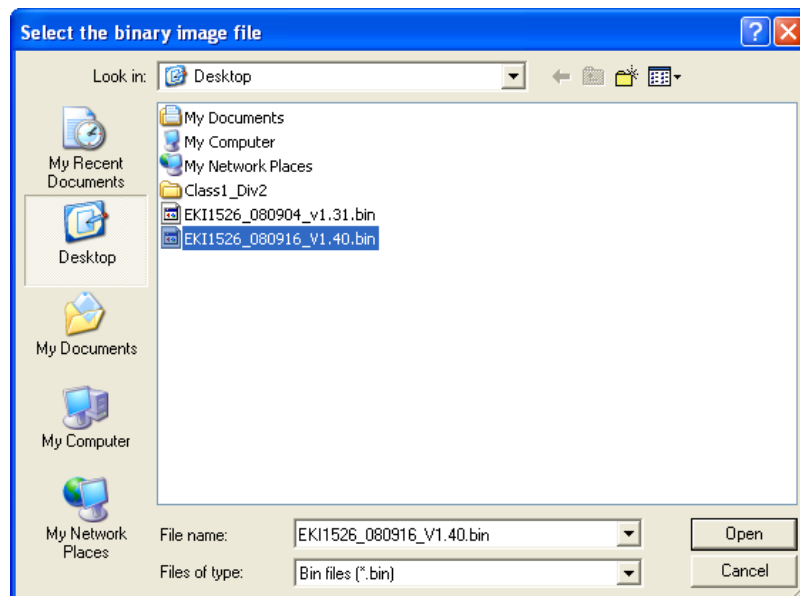 Select the binary image file
Look in: Desktop
My Recent
Documents
Desktop
My Documents
My Computer
My Network
Places
My Documents
My Computer
My Network Places
Class1_Div2
EKI1526_080904_v1.31.bin
EKI1526_080916_V1.40.bin
File name: EKI1526_080916_V1.40.bin Open
Files of type: Bin files (*.bin) Cancel